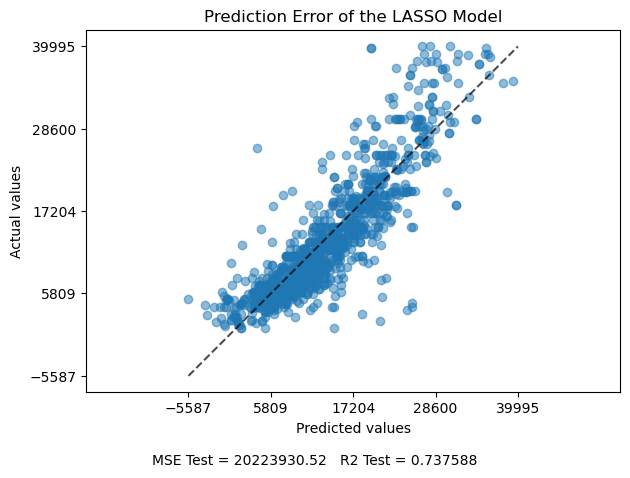 Prediction Error of the LASSO Model
39995
28600
17204
5809
−5587
Actual values
−5587 5809 17204 28600 39995
Predicted values
MSE Test = 20223930.52 R2 Test = 0.737588